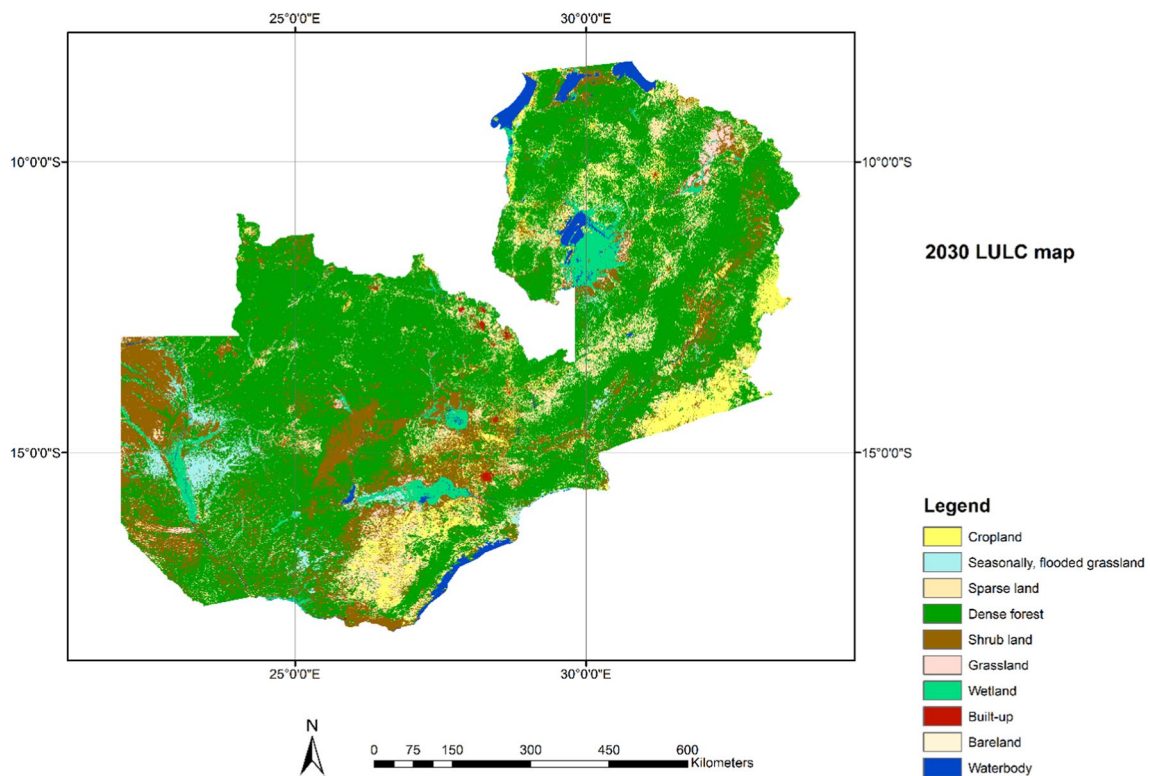 25°0'0"E
30°0'0"E
10°0'0"S
10°0'0"S
2030 LULC map
15°0'0"S
15°0'0"S
Legend
Cropland
Seasonally, flooded grassland
Sparse land
Dense forest
Shrub land
Grassland
Wetland
Built-up
Bareland
Waterbody
25°0'0"E
30°0'0"E
N
0 75 150 300 450 600
Kilometers